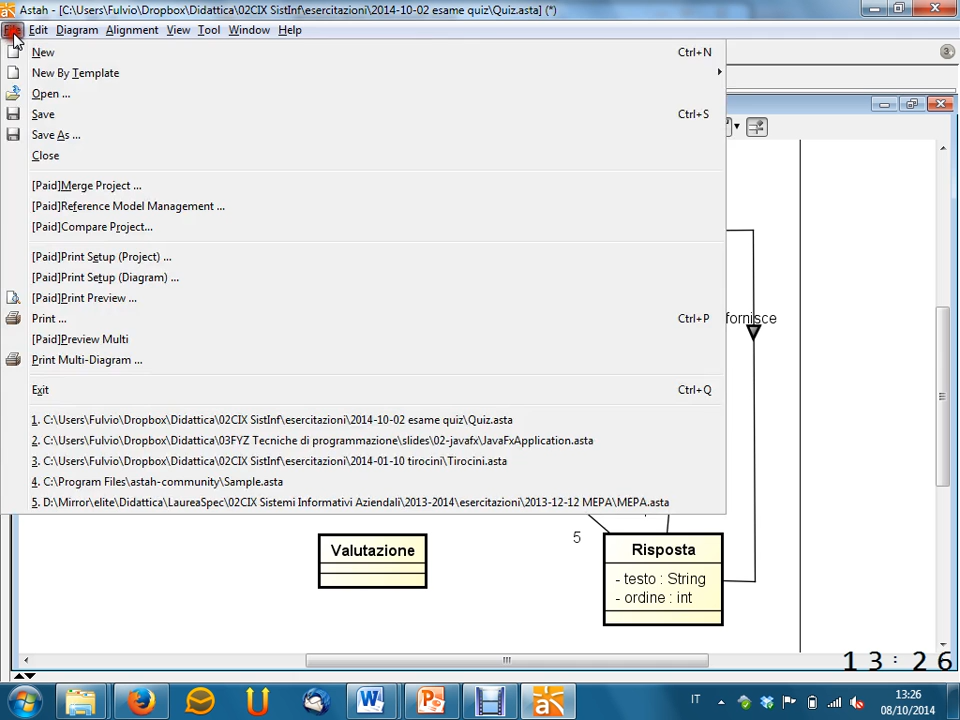 Astah - [C:\Users\Fulvio\Dropbox\Didattica\02CIX SistInf\esercitazioni\2014-10-02 esame quiz\Quiz.asta] (*)
Edit Diagram Alignment View Tool Window Help
New Ctrl+N
New By Template
Open ...
Save Ctrl+S
Save As ...
Close
[Paid]Merge Project ...
[Paid]Reference Model Management ...
[Paid]Compare Project...
[Paid]Print Setup (Project) ...
[Paid]Print Setup (Diagram) ...
[Paid]Print Preview ...
Print ... Ctrl+P
[Paid]Preview Multi
Print Multi-Diagram ...
Exit Ctrl+Q
1. C:\Users\Fulvio\Dropbox\Didattica\02CIX SistInf\esercitazioni\2014-10-02 esame quiz\Quiz.asta
2. C:\Users\Fulvio\Dropbox\Didattica\03FYZ Tecniche di programmazione\slides\02-javafx\JavaFxApplication.asta
3. C:\Users\Fulvio\Dropbox\Didattica\02CIX SistInf\esercitazioni\2014-01-10 tirocini\Tirocini.asta
4. C:\Program Files\astah-community\Sample.asta
5. D:\Mirror\elite\Didattica\LaureaSpec\02CIX Sistemi Informativi Aziendali\2013-2014\esercitazioni\2013-12-12 MEPA\MEPA.asta
fornisce
5
Valutazione
Risposta
- testo : String
- ordine : int
13:26
IT
13:26
08/10/2014